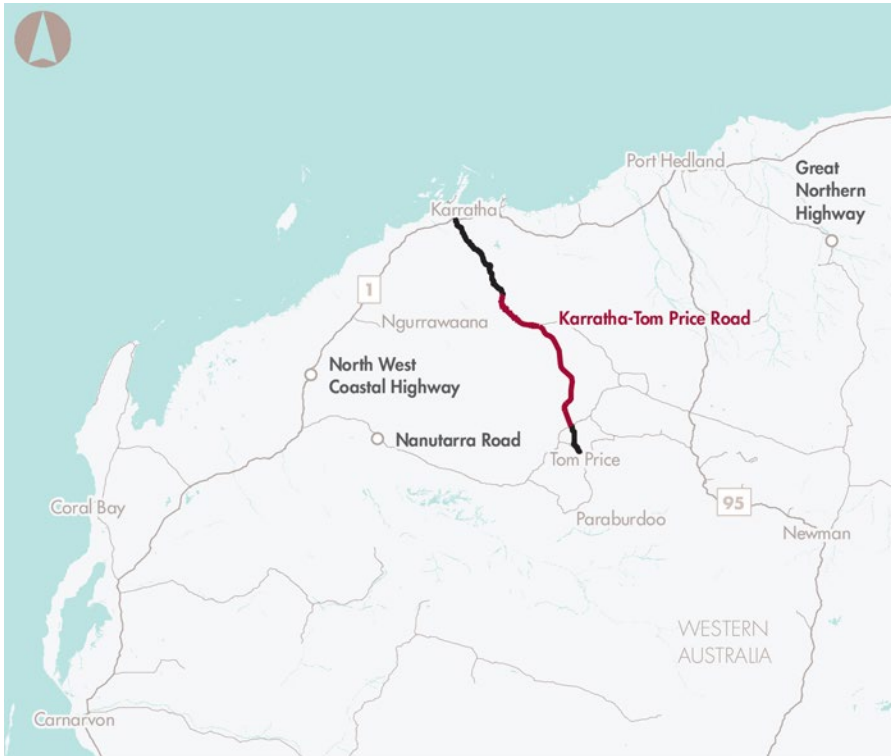 Port Hedland
Great
Northern
Highway
Karratha
1
Ngurrawaana
Karratha-Tom Price Road
North West
Coastal Highway
Nanutarra Road
Tom Price
95
Coral Bay
Paraburdoo
Newman
WESTERN
AUSTRALIA
Carnarvon